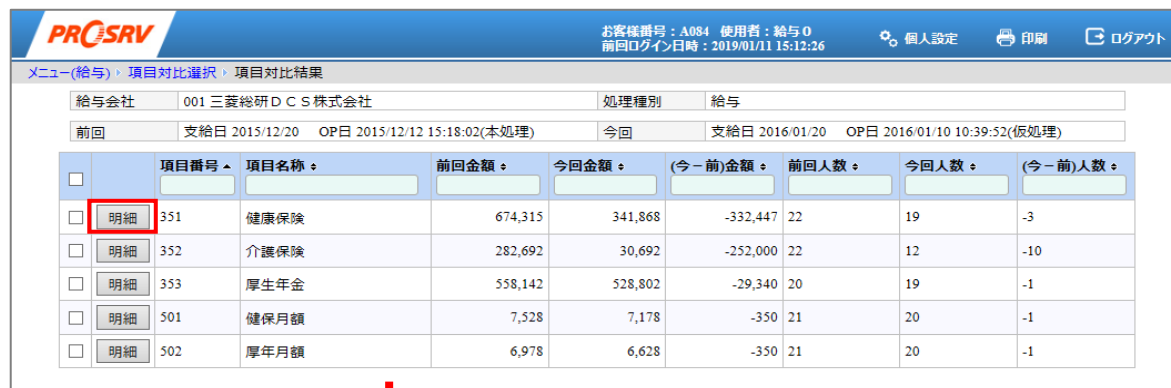 PROSRV
お客様番号：A084 使用者：給与０
前回ログイン日時：2019/01/11 15:12:26
個人設定 印刷 ログアウト
メニュー(給与) 項目対比選択 項目対比結果
給与会社 001 三菱総研ＤＣＳ株式会社 処理種別 給与
前回 支給日 2015/12/20 OP日 2015/12/12 15:18:02(本処理) 今回 支給日 2016/01/20 OP日 2016/01/10 10:39:52(仮処理)
項目番号 項目名称 前回金額 今回金額 (今－前)金額 前回人数 今回人数 (今－前)人数
明細 351 健康保険 674,315 341,868 -332,447 22 19 -3
明細 352 介護保険 282,692 30,692 -252,000 22 12 -10
明細 353 厚生年金 558,142 528,802 -29,340 20 19 -1
明細 501 健保月額 7,528 7,178 -350 21 20 -1
明細 502 厚年月額 6,978 6,628 -350 21 20 -1